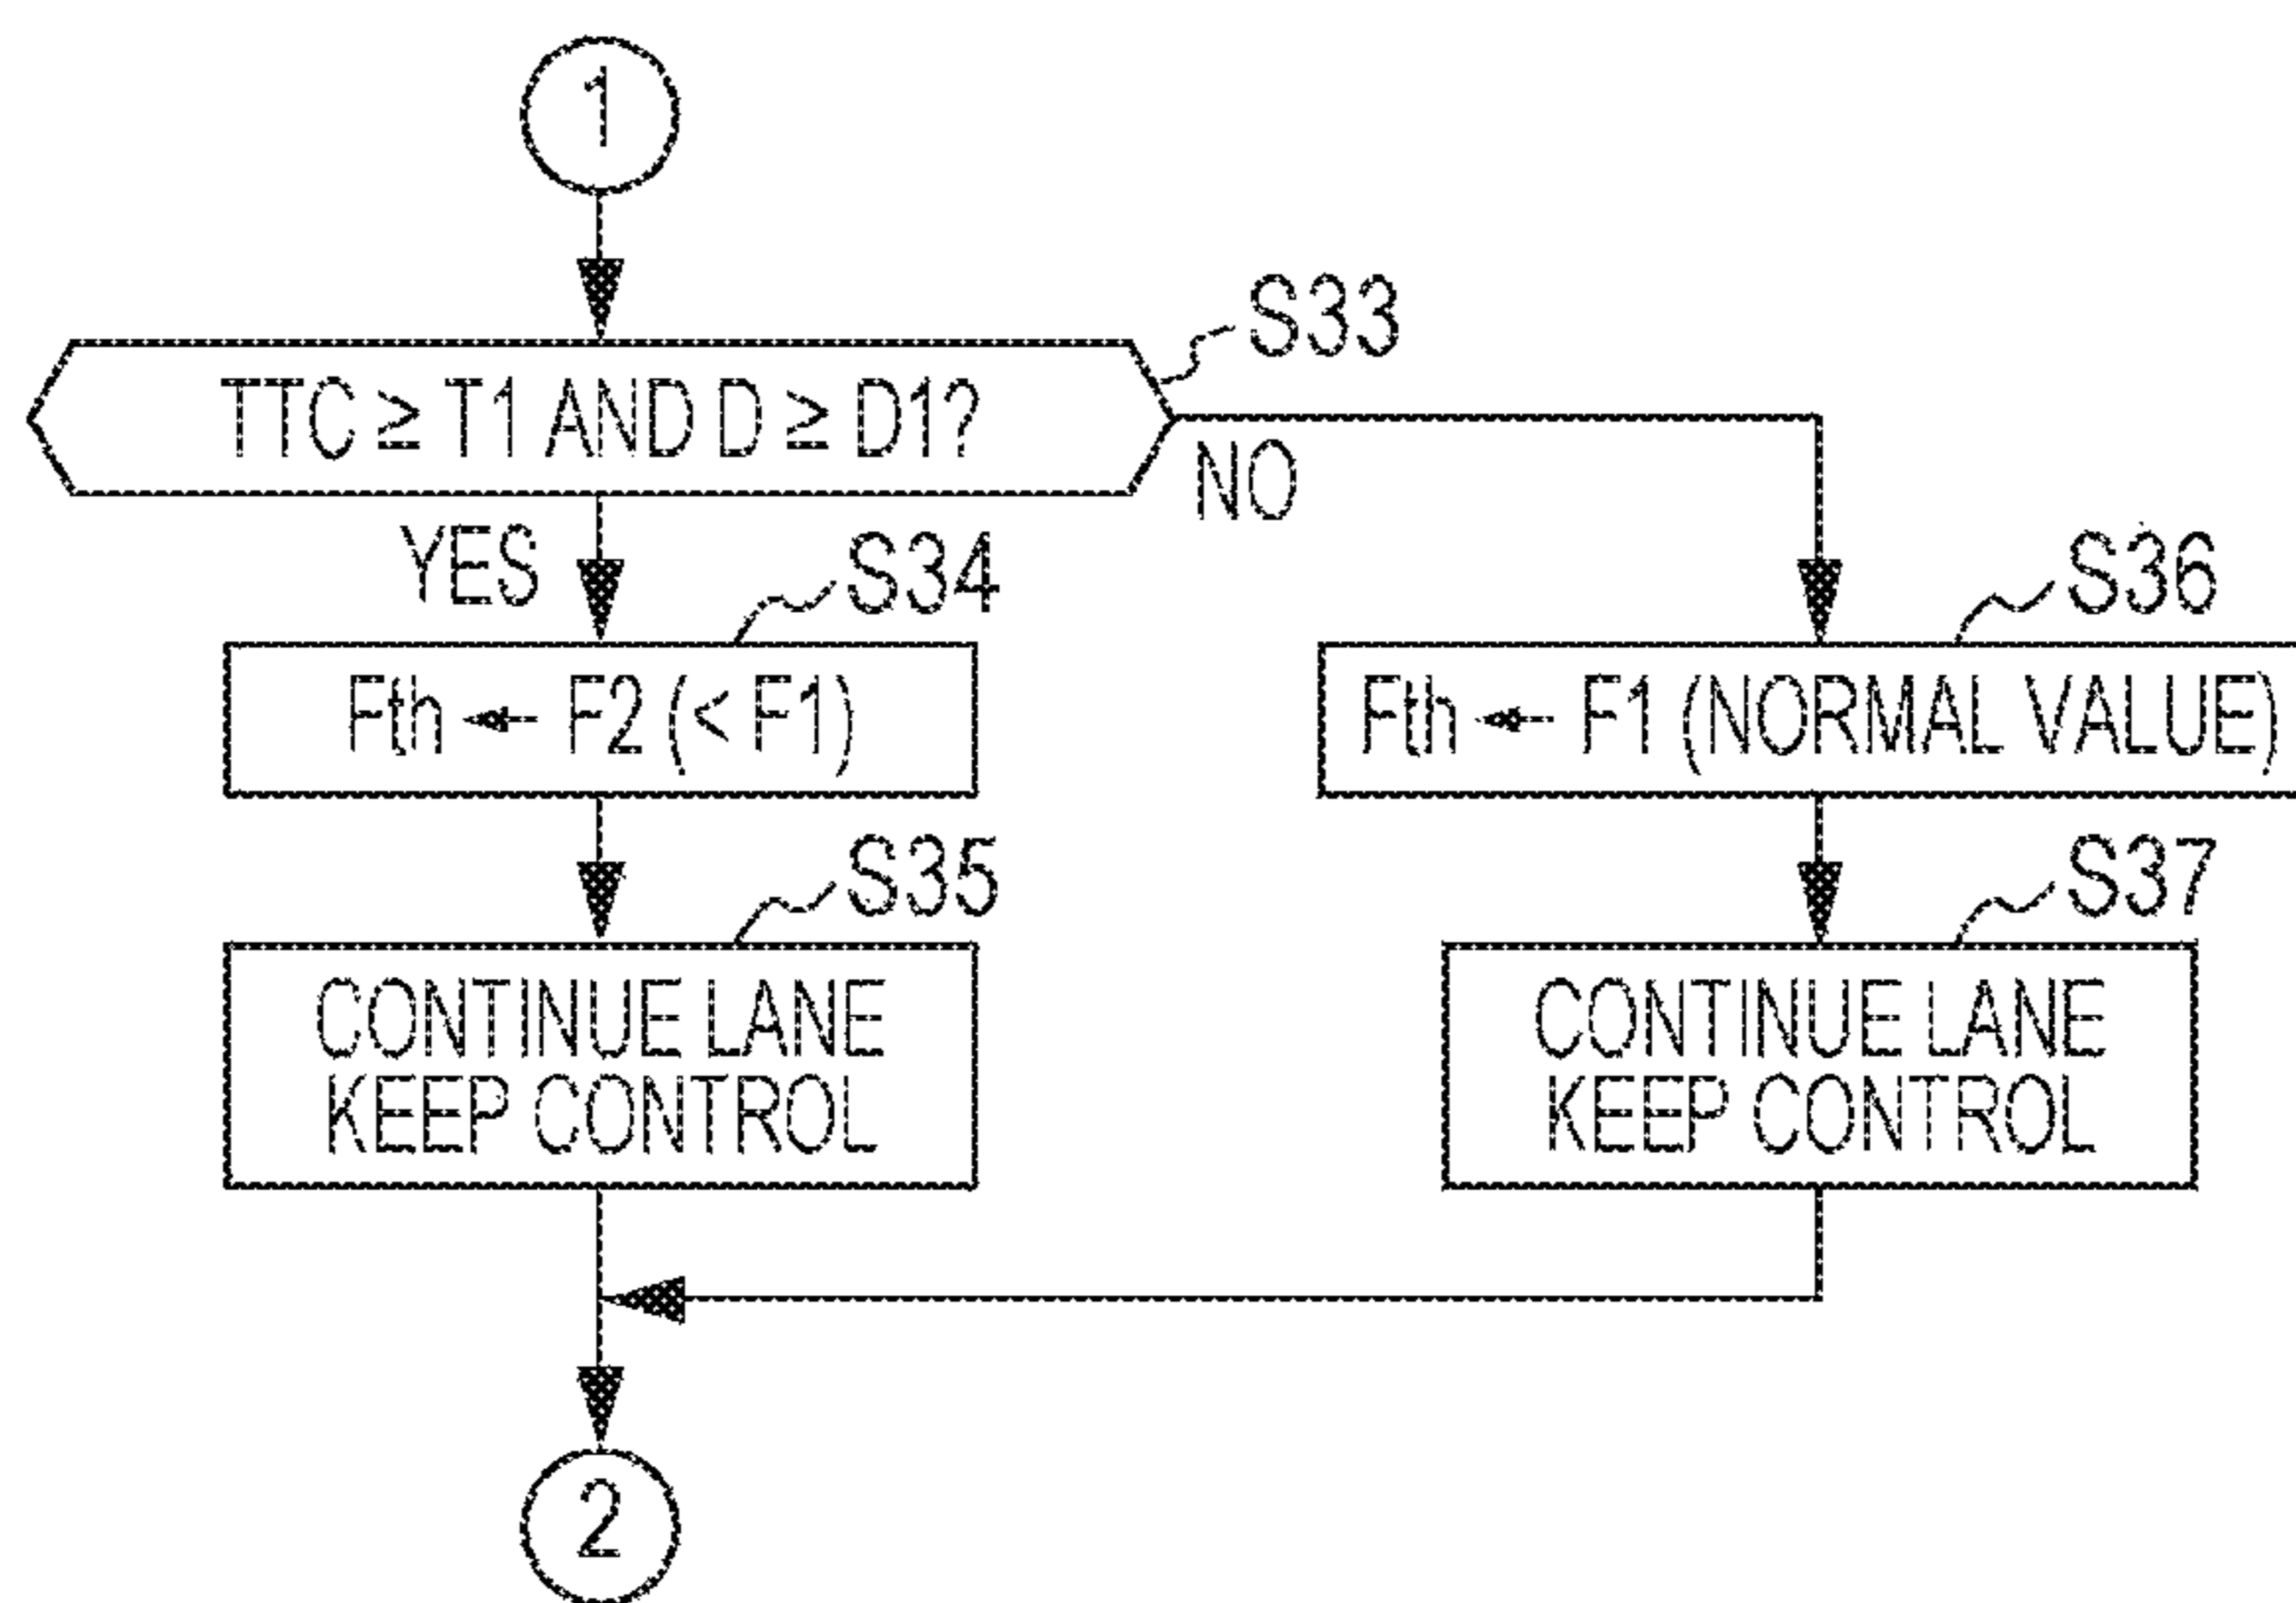 1
S33
TTC ≧ T1 AND D ≧ D1?
NO
YES
S34
S36
Fth ← F2 (< F1)
Fth ← F1 (NORMAL VALUE)
S35
S37
CONTINUE LANE
KEEP CONTROL
CONTINUE LANE
KEEP CONTROL
2